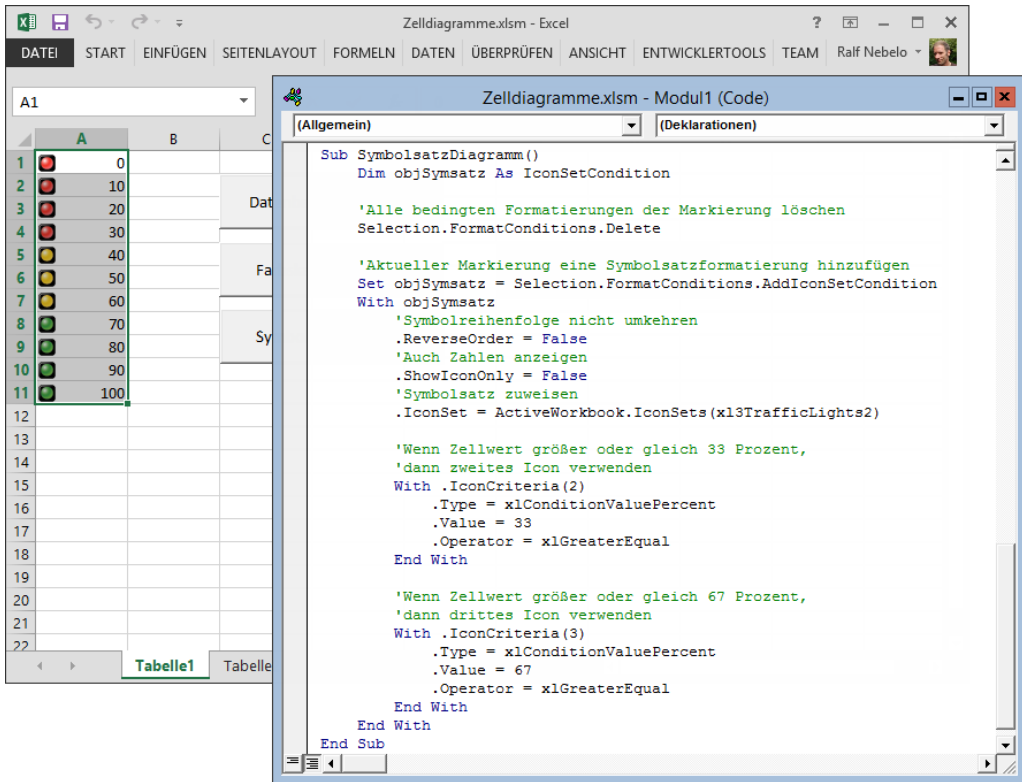 Zelldiagramme.xlsm - Excel
DATEI START EINFÜGEN SEITENLAYOUT FORMELN DATEN ÜBERPRÜFEN ANSICHT ENTWICKLERTOOLS TEAM Ralf Nebelo
A1
A B C
1 0
2 10
3 20
4 30
5 40
6 50
7 60
8 70
9 80
10 90
11 100
12
13
14
15
16
17
18
19
20
21
22
Dat
Fa
Sy
Tabelle1 Tabelle
Zelldiagramme.xlsm - Modul1 (Code)
(Allgemein) (Deklarationen)
Sub SymbolsatzDiagramm()
    Dim objSymsatz As IconSetCondition
    'Alle bedingten Formatierungen der Markierung löschen
    Selection.FormatConditions.Delete
    'Aktueller Markierung eine Symbolsatzformatierung hinzufügen
    Set objSymsatz = Selection.FormatConditions.AddIconSetCondition
    With objSymsatz
        'Symbolreihenfolge nicht umkehren
        .ReverseOrder = False
        'Auch Zahlen anzeigen
        .ShowIconOnly = False
        'Symbolsatz zuweisen
        .IconSet = ActiveWorkbook.IconSets(xl3TrafficLights2)
        'Wenn Zellwert größer oder gleich 33 Prozent,
        'dann zweites Icon verwenden
        With .IconCriteria(2)
            .Type = xlConditionValuePercent
            .Value = 33
            .Operator = xlGreaterEqual
        End With
        'Wenn Zellwert größer oder gleich 67 Prozent,
        'dann drittes Icon verwenden
        With .IconCriteria(3)
            .Type = xlConditionValuePercent
            .Value = 67
            .Operator = xlGreaterEqual
        End With
    End With
End Sub